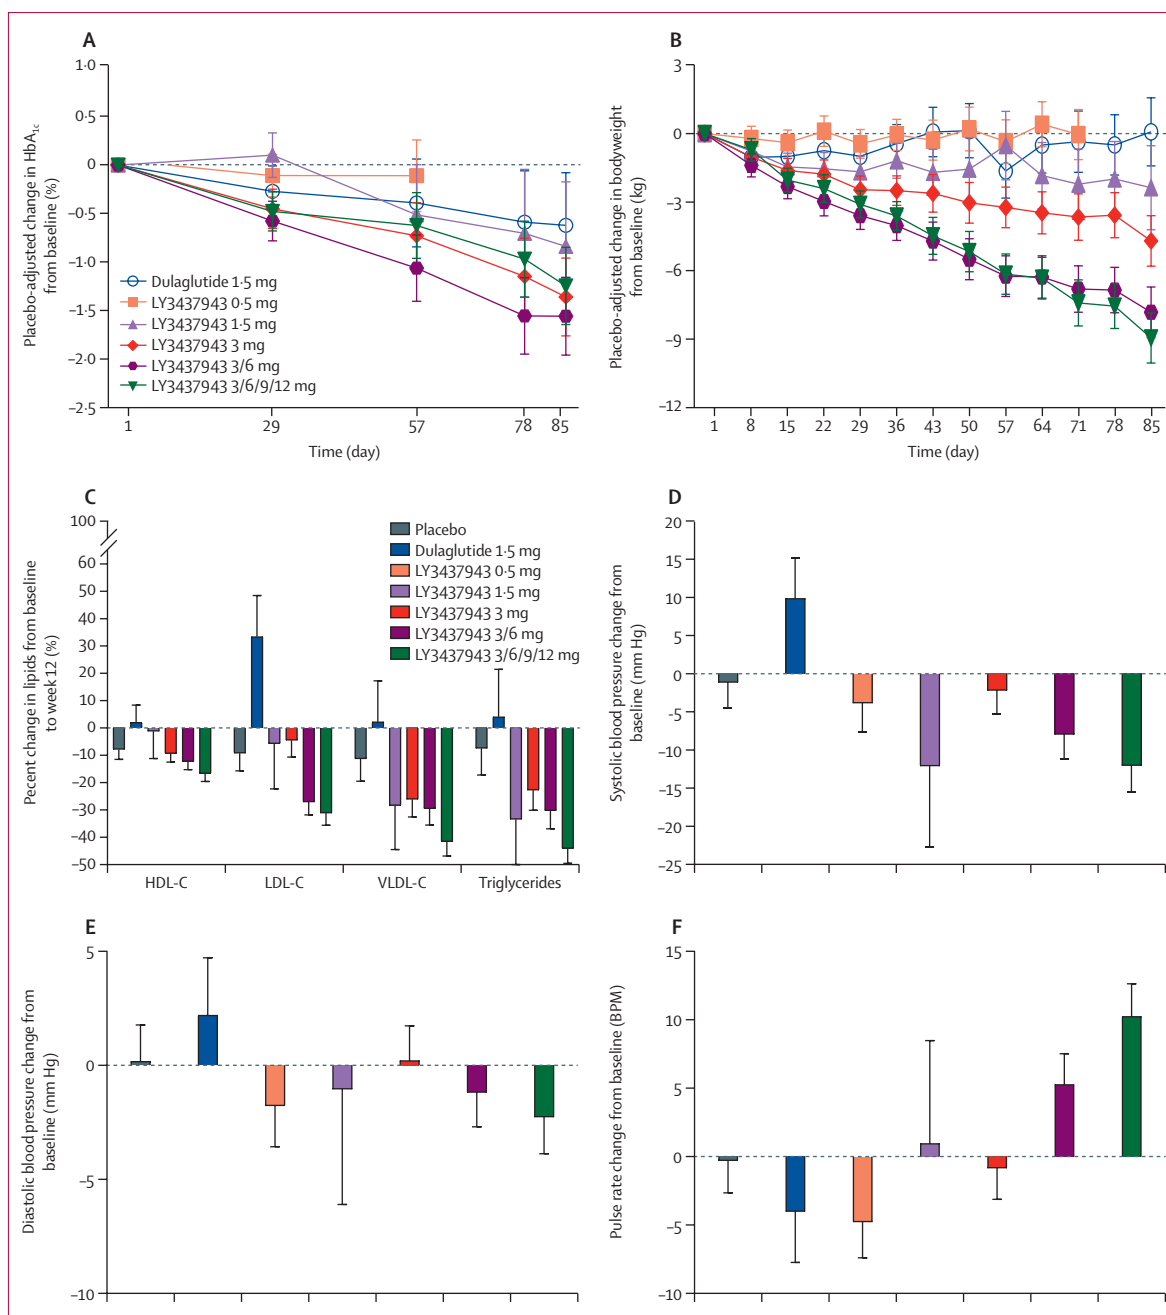 A
1·0
0·5
0
–0·5
–1·0
–1·5
–2·0
–2·5
Placebo-adjusted change in HbA1c
from baseline (%)
Dulaglutide 1·5 mg
LY3437943 0·5 mg
LY3437943 1·5 mg
LY3437943 3 mg
LY3437943 3/6 mg
LY3437943 3/6/9/12 mg
1 29 57 78 85
Time (day)
B
3
0
–3
–6
–9
–12
Placebo-adjusted change in bodyweight
from baseline (kg)
1 8 15 22 29 36 43 50 57 64 71 78 85
Time (day)
C
100
60
50
40
30
20
10
0
–10
–20
–30
–40
–50
Pecent change in lipids from baseline
to week 12 (%)
Placebo
Dulaglutide 1·5 mg
LY3437943 0·5 mg
LY3437943 1·5 mg
LY3437943 3 mg
LY3437943 3/6 mg
LY3437943 3/6/9/12 mg
HDL-C LDL-C VLDL-C Triglycerides
D
20
15
10
5
0
–5
–10
–15
–20
–25
Systolic blood pressure change from
baseline (mm Hg)
E
5
0
–5
–10
Diastolic blood pressure change from
baseline (mm Hg)
F
15
10
5
0
–5
–10
Pulse rate change from baseline (BPM)